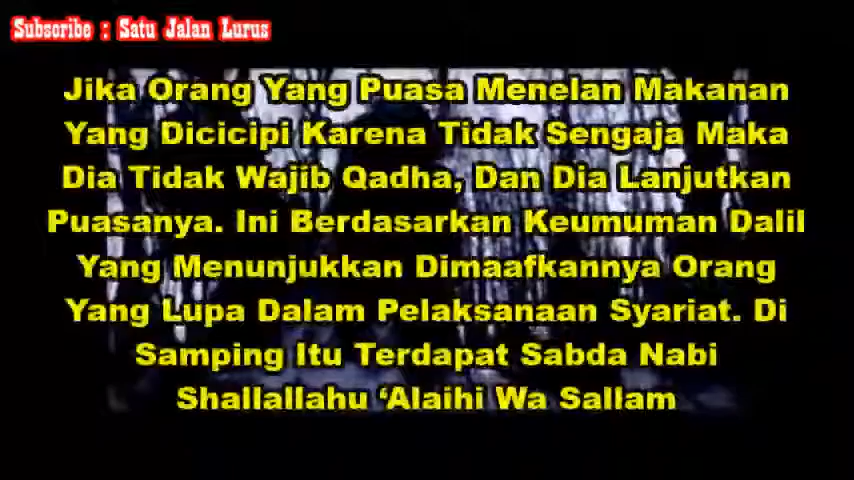 Subscribe : Satu Jalan Lurus
Jika Orang Yang Puasa Menelan Makanan
Yang Dicicipi Karena Tidak Sengaja Maka
Dia Tidak Wajib Qadha, Dan Dia Lanjutkan
Puasanya. Ini Berdasarkan Keumuman Dalil
Yang Menunjukkan Dimaafkannya Orang
Yang Lupa Dalam Pelaksanaan Syariat. Di
Samping Itu Terdapat Sabda Nabi
Shallallahu ‘Alaihi Wa Sallam